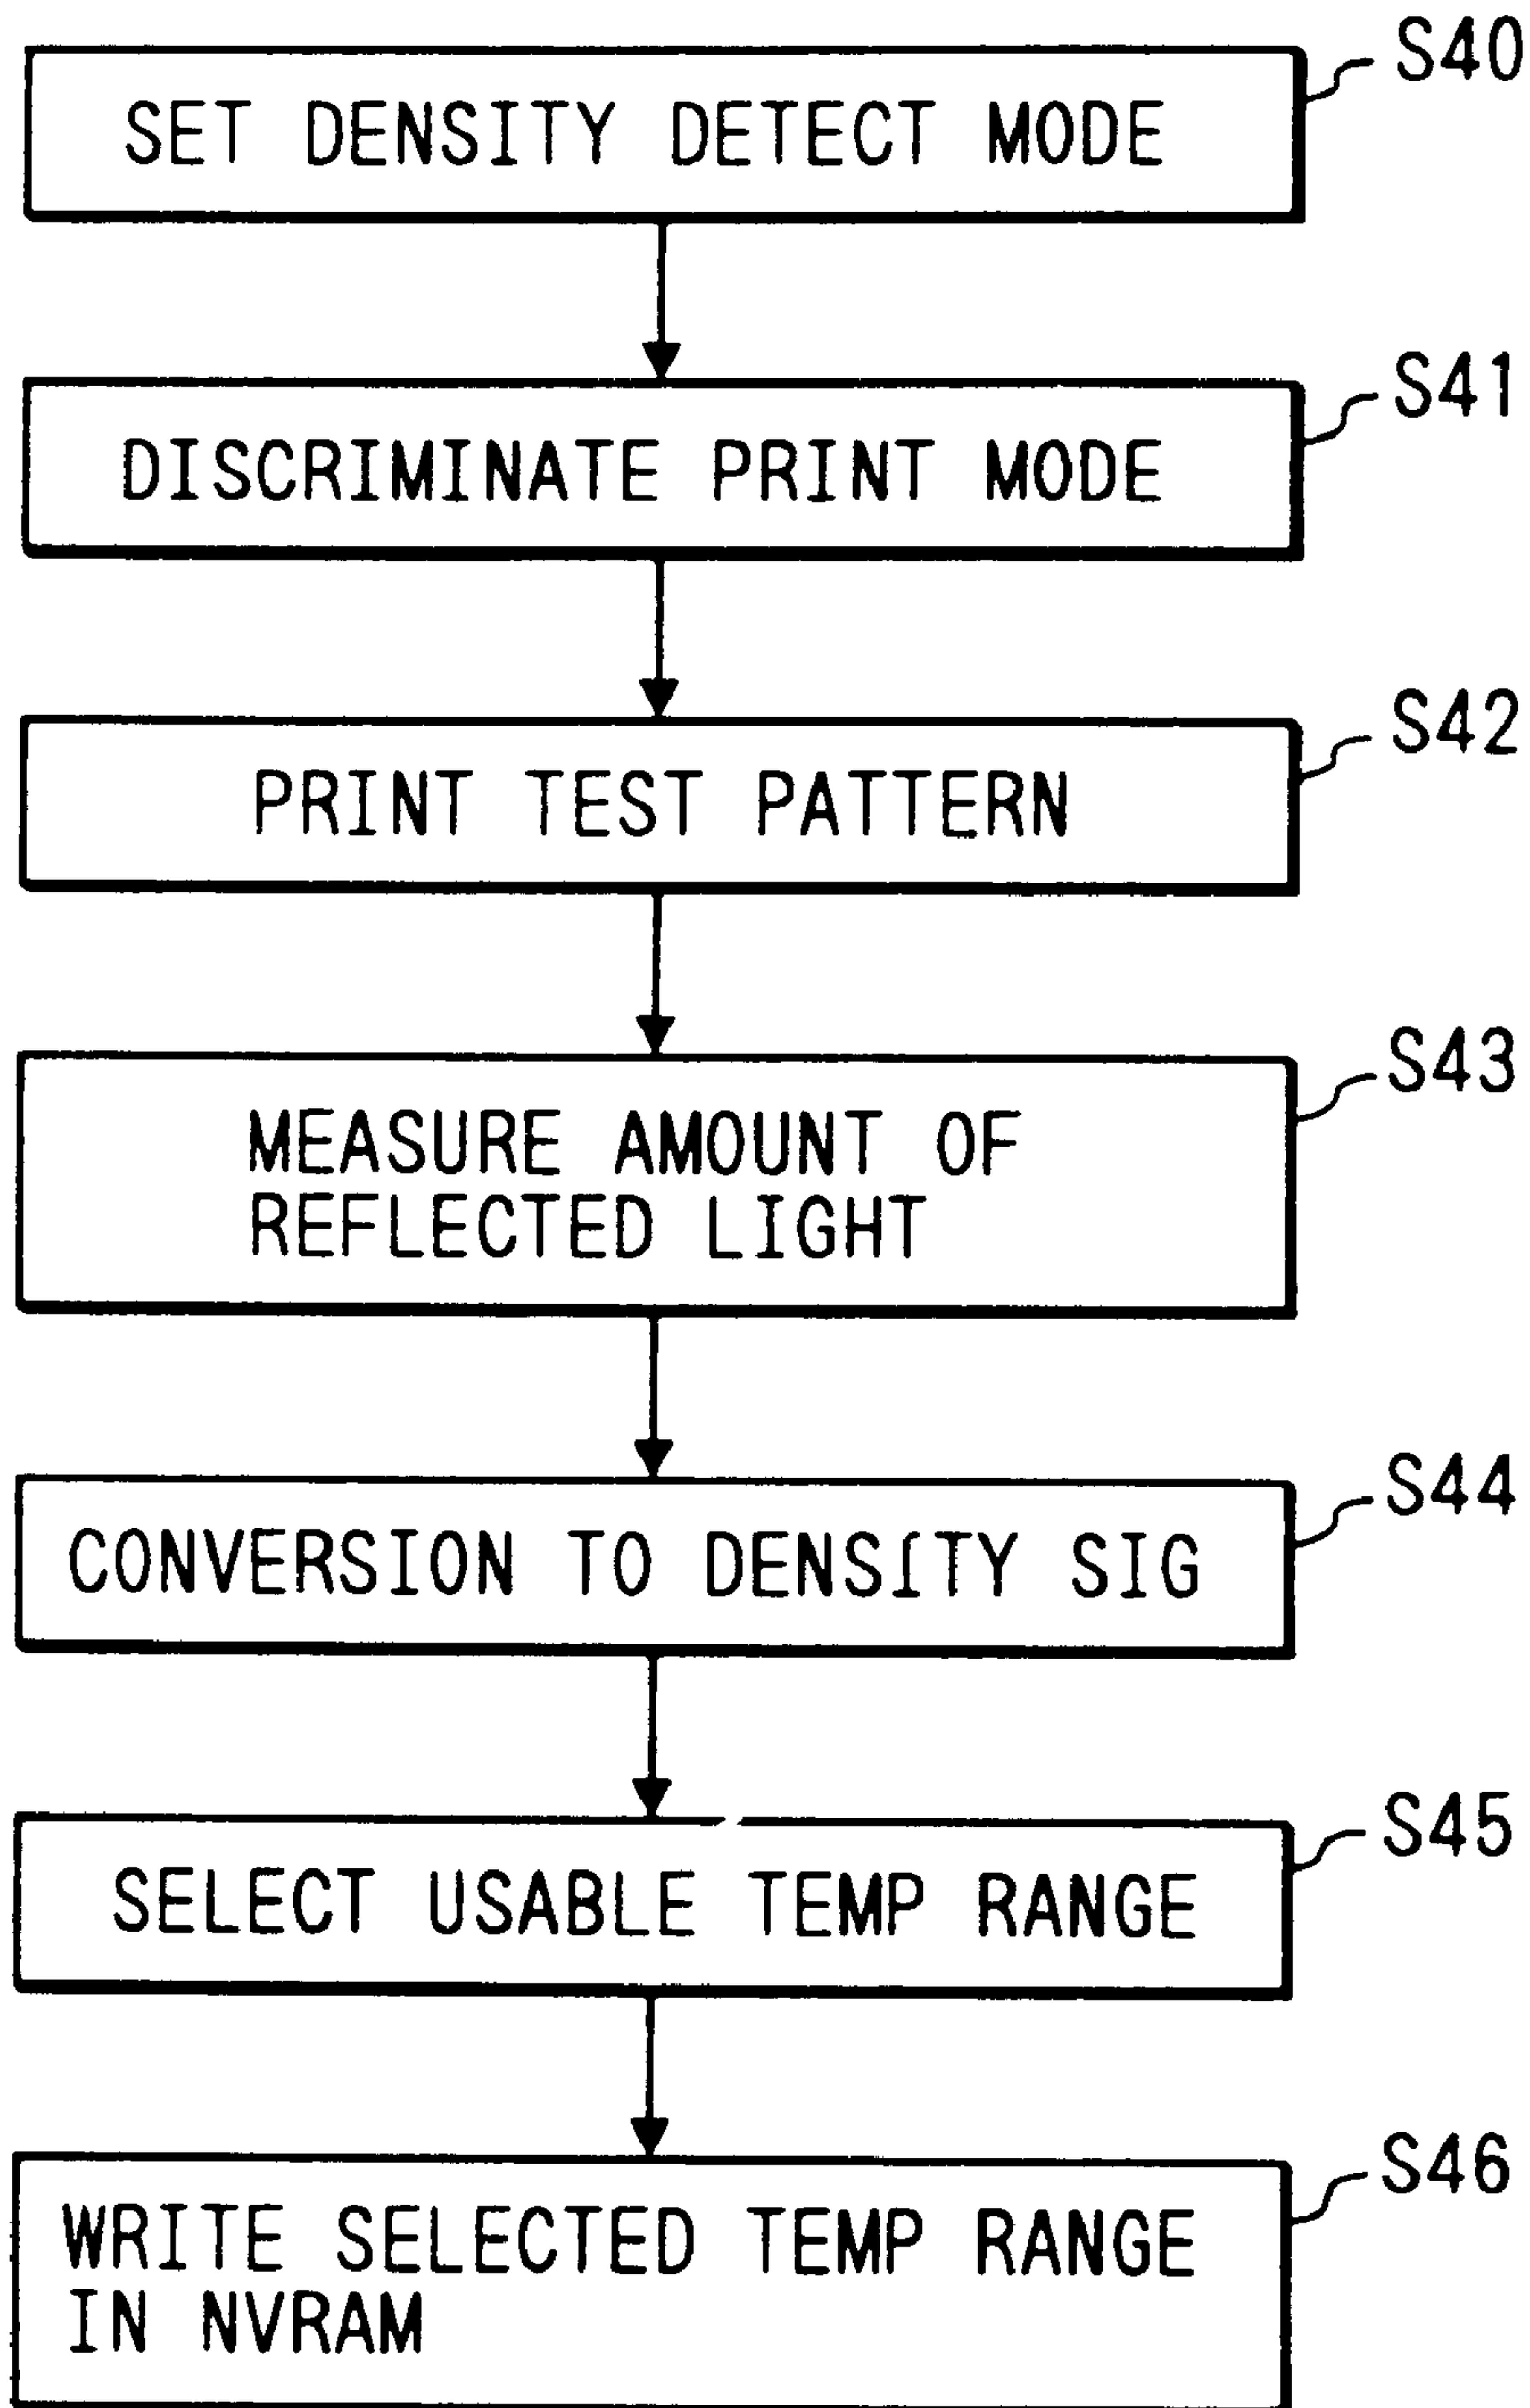 S40
SET DENSITY DETECT MODE
S41
DISCRIMINATE PRINT MODE
S42
PRINT TEST PATTERN
S43
MEASURE AMOUNT OF
REFLECTED LIGHT
S44
CONVERSION TO DENSITY SIG
S45
SELECT USABLE TEMP RANGE
S46
WRITE SELECTED TEMP RANGE
IN NVRAM